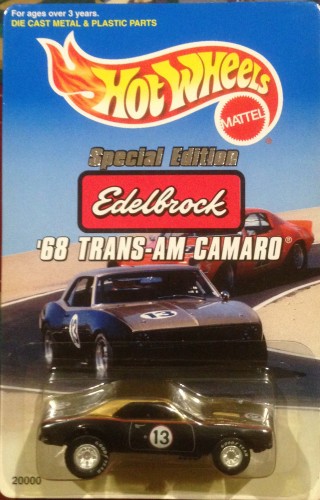 For ages over 3 years.
DIE CAST METAL & PLASTIC PARTS
Hot Wheels®
MATTEL
Special Edition
Edelbrock
'68 TRANS-AM CAMARO®
13
13
20000